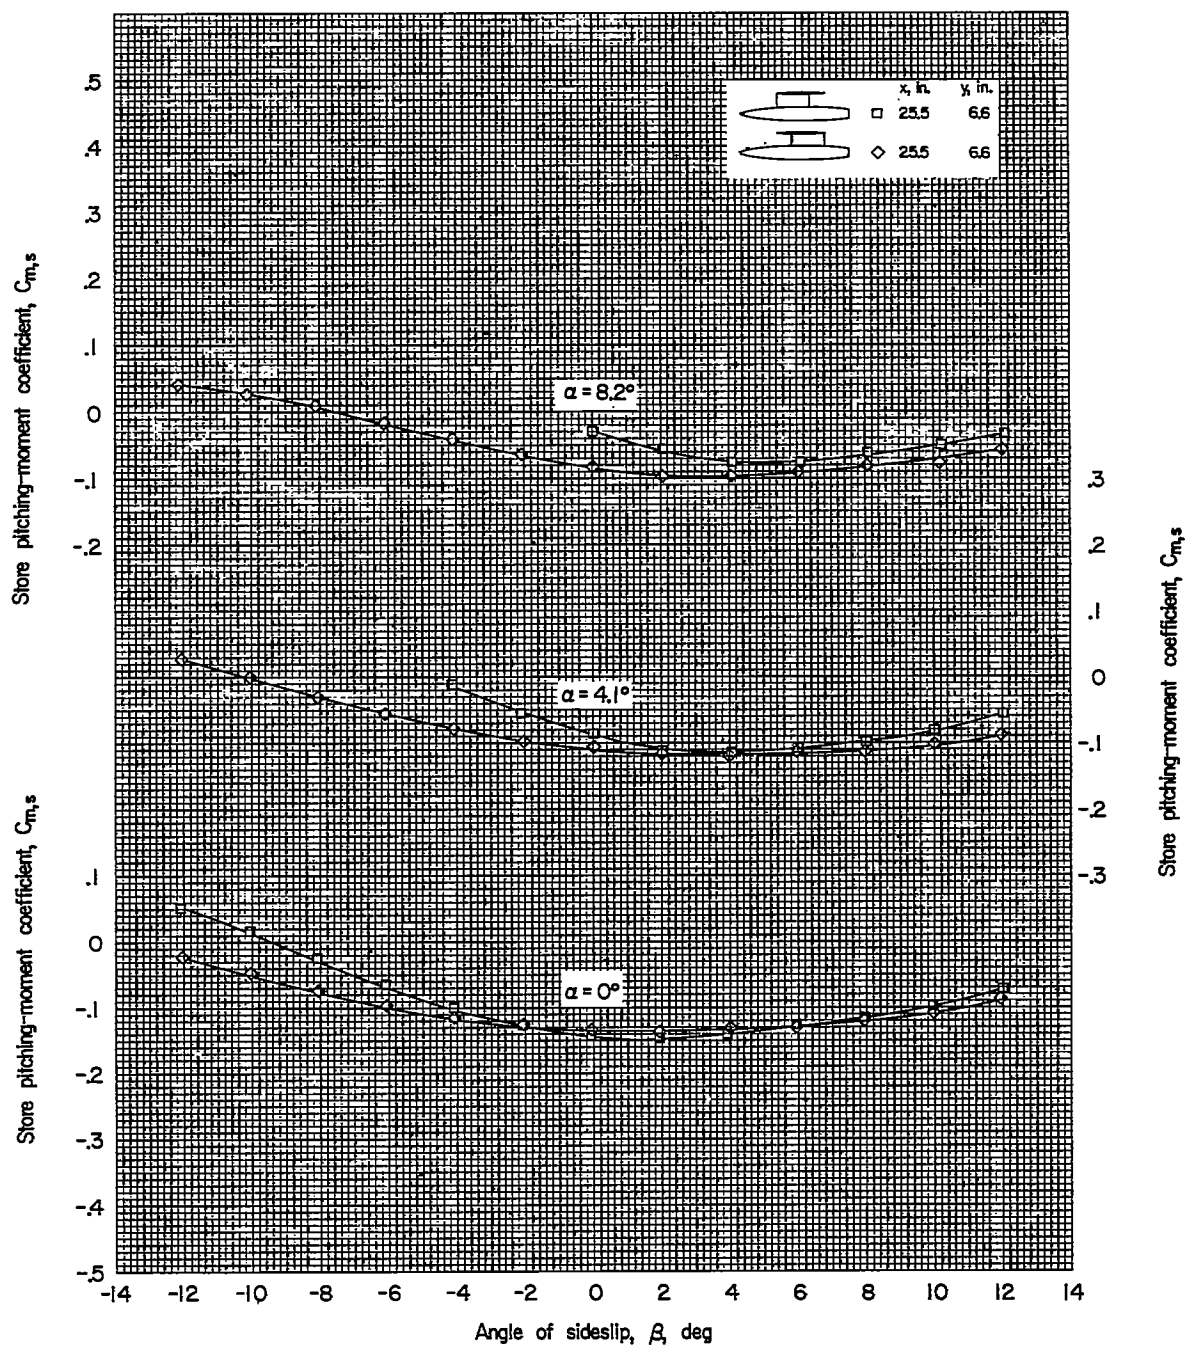 x, in. y, in.
25.5 6.6
25.5 6.6
.5
.4
.3
.2
.1
0
-.1
-.2
Store pitching-moment coefficient, Cm,s
α = 8.2°
.3
.2
.1
0
-.1
-.2
-.3
Store pitching-moment coefficient, Cm,s
α = 4.1°
.1
0
-.1
-.2
-.3
-.4
-.5
Store pitching-moment coefficient, Cm,s
α = 0°
-14 -12 -10 -8 -6 -4 -2 0 2 4 6 8 10 12 14
Angle of sideslip, β, deg